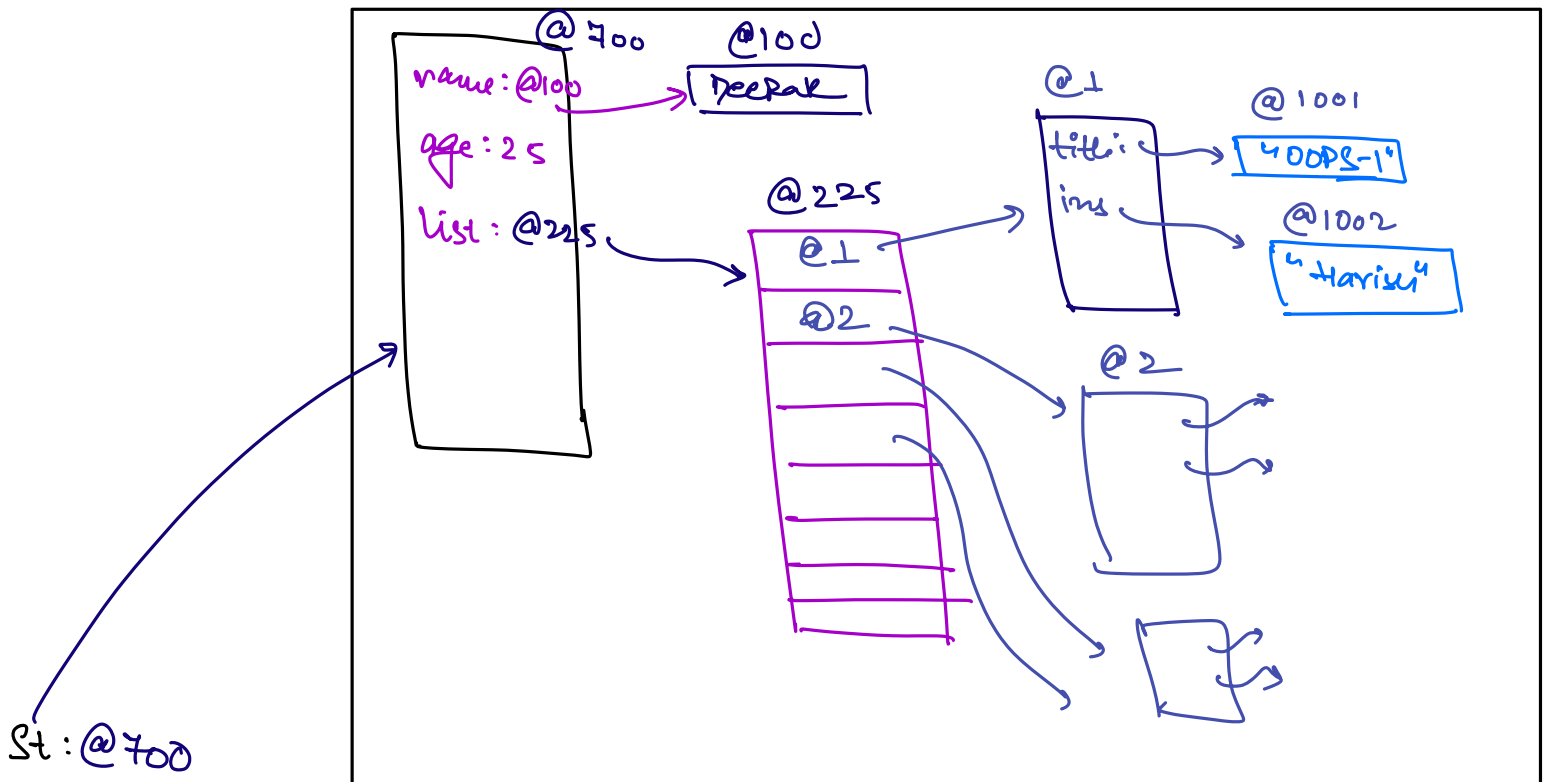 @700
name: @100
age: 25
list: @225
@100
Deepak
@225
@1
@2
@1
title:
ins
@1001
"OOPS-1"
@1002
"Harish"
@2
St: @700